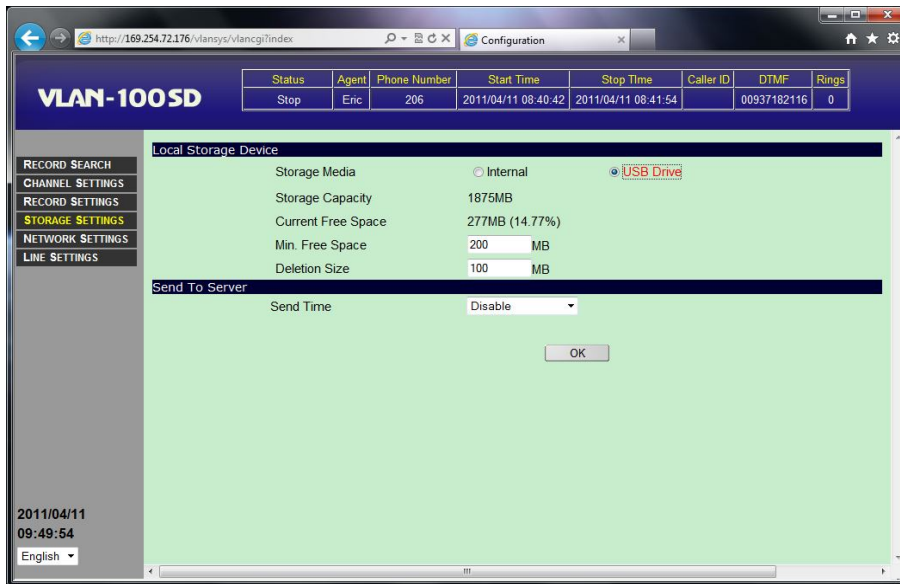 http://169.254.72.176/vlansys/vlancgi?index
Configuration
VLAN-100SD
Status Agent Phone Number Start Time Stop TIme Caller ID DTMF Rings
Stop Eric 206 2011/04/11 08:40:42 2011/04/11 08:41:54 00937182116 0
RECORD SEARCH
CHANNEL SETTINGS
RECORD SETTINGS
STORAGE SETTINGS
NETWORK SETTINGS
LINE SETTINGS
Local Storage Device
Storage Media Internal USB Drive
Storage Capacity 1875MB
Current Free Space 277MB (14.77%)
Min. Free Space 200 MB
Deletion Size 100 MB
Send To Server
Send Time Disable
OK
2011/04/11
09:49:54
English